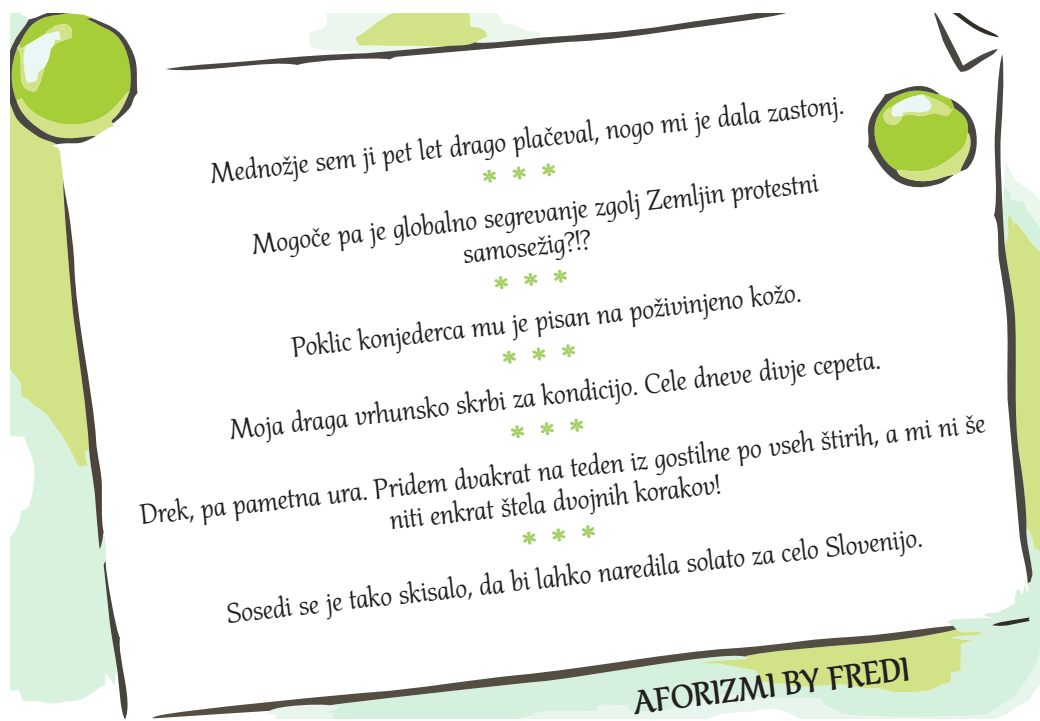 Mednožje sem ji pet let drago plačeval, nogo mi je dala zastonj.
* * *
Mogoče pa je globalno segrevanje zgolj Zemljin protestni
samosežig?!?
* * *
Poklic konjederca mu je pisan na poživinjeno kožo.
* * *
Moja draga vrhunsko skrbi za kondicijo. Cele dneve divje cepeta.
* * *
Drek, pa pametna ura. Pridem dvakrat na teden iz gostilne po vseh štirih, a mi ni še
niti enkrat štela dvojnih korakov!
* * *
Sosedi se je tako skisalo, da bi lahko naredila solato za celo Slovenijo.
AFORIZMI BY FREDI